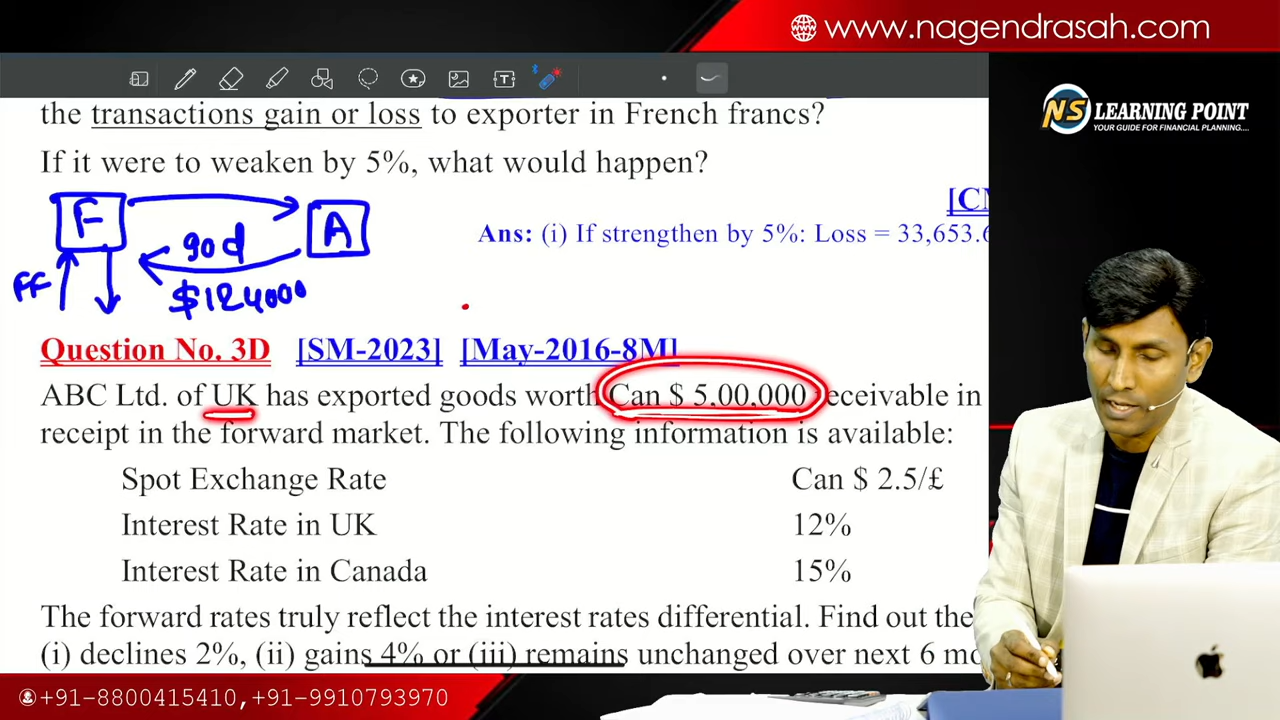 www.nagendrasah.com
NS LEARNING POINT
YOUR GUIDE FOR FINANCIAL PLANNING....
the transactions gain or loss to exporter in French francs?
If it were to weaken by 5%, what would happen?
F
A
90d
FF
$124000
Ans: (i) If strengthen by 5%: Loss = 33,653.
Question No. 3D [SM-2023] [May-2016-8M]
ABC Ltd. of UK has exported goods worth Can $ 5,00,000 receivable in
receipt in the forward market. The following information is available:
Spot Exchange Rate Can $ 2.5/£
Interest Rate in UK 12%
Interest Rate in Canada 15%
The forward rates truly reflect the interest rates differential. Find out the
(i) declines 2%, (ii) gains 4% or (iii) remains unchanged over next 6 mo
+91-8800415410,+91-9910793970